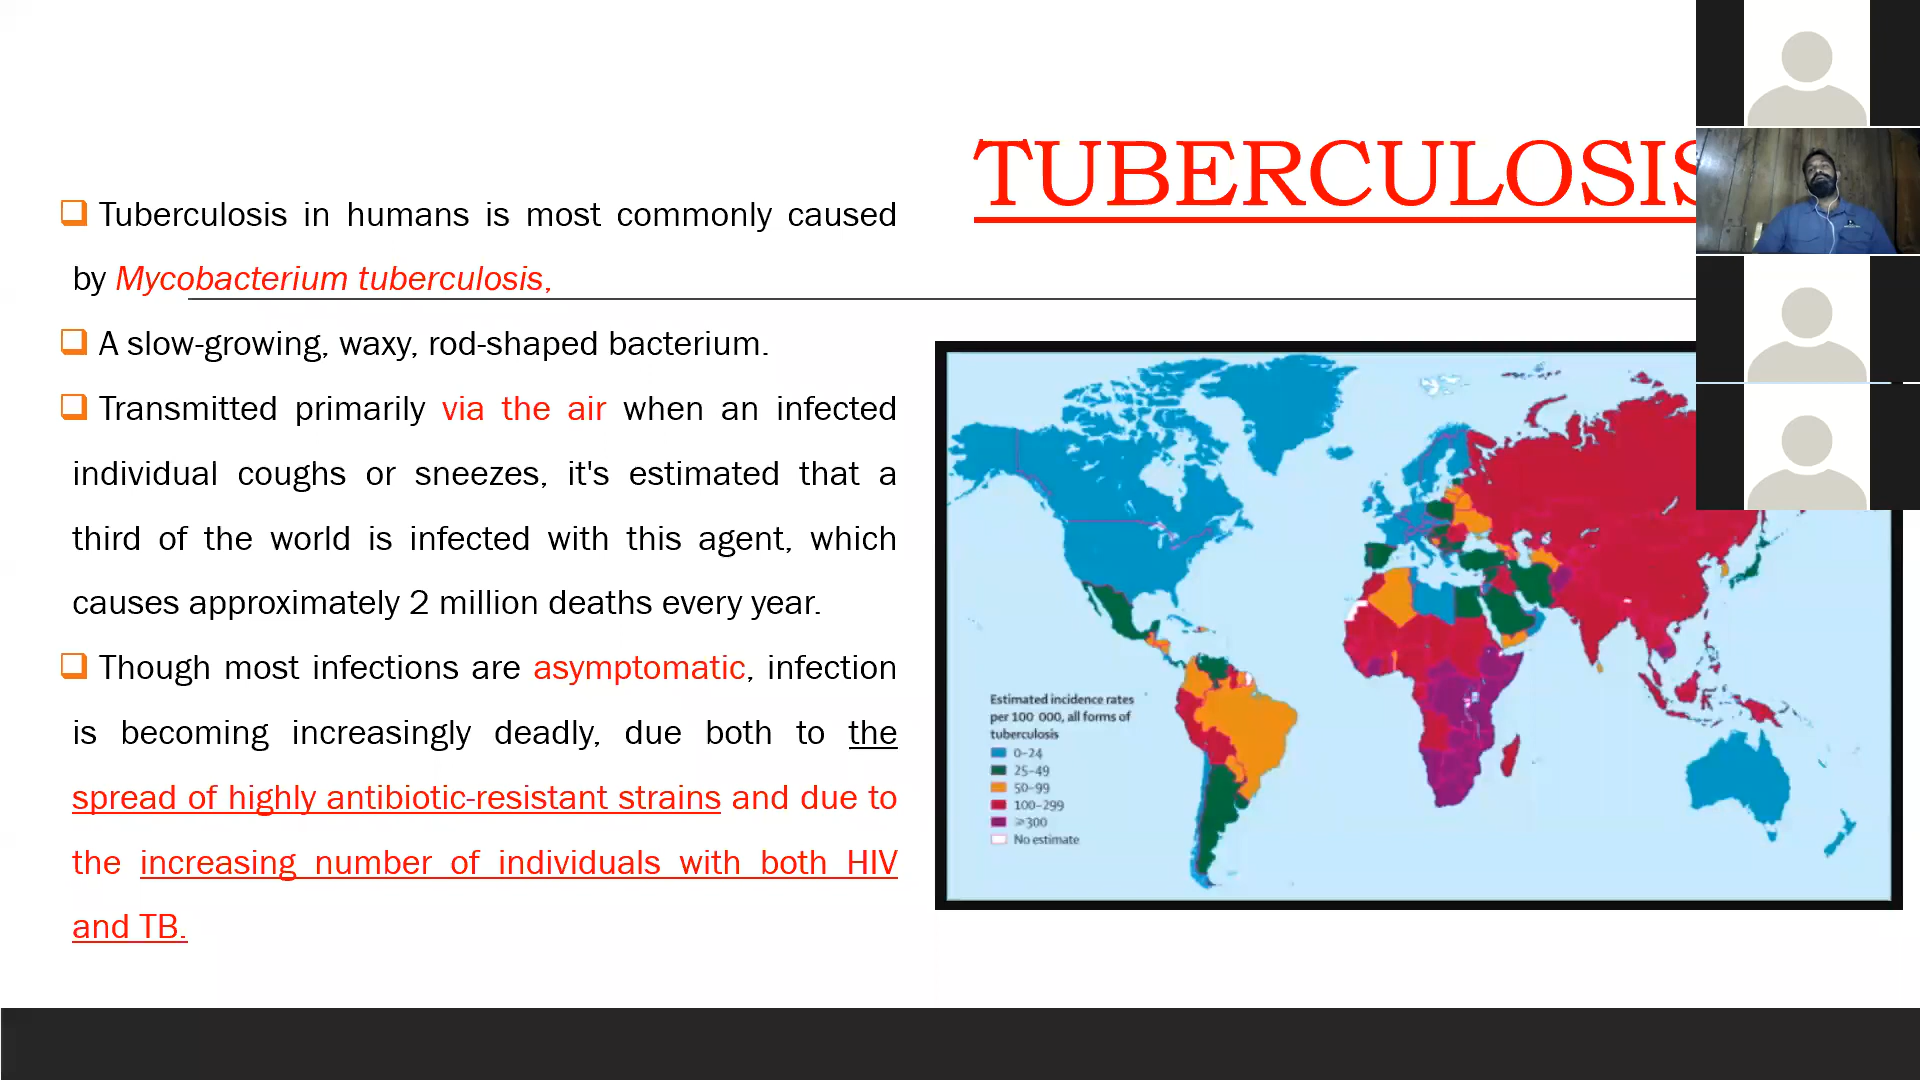 TUBERCULOSIS
❑ Tuberculosis in humans is most commonly caused
by Mycobacterium tuberculosis,
❑ A slow-growing, waxy, rod-shaped bacterium.
❑ Transmitted primarily via the air when an infected
individual coughs or sneezes, it's estimated that a
third of the world is infected with this agent, which
causes approximately 2 million deaths every year.
❑ Though most infections are asymptomatic, infection
is becoming increasingly deadly, due both to the
spread of highly antibiotic-resistant strains and due to
the increasing number of individuals with both HIV
and TB.
Estimated incidence rates
per 100 000, all forms of
tuberculosis
0–24
25–49
50–99
100–299
≥300
No estimate